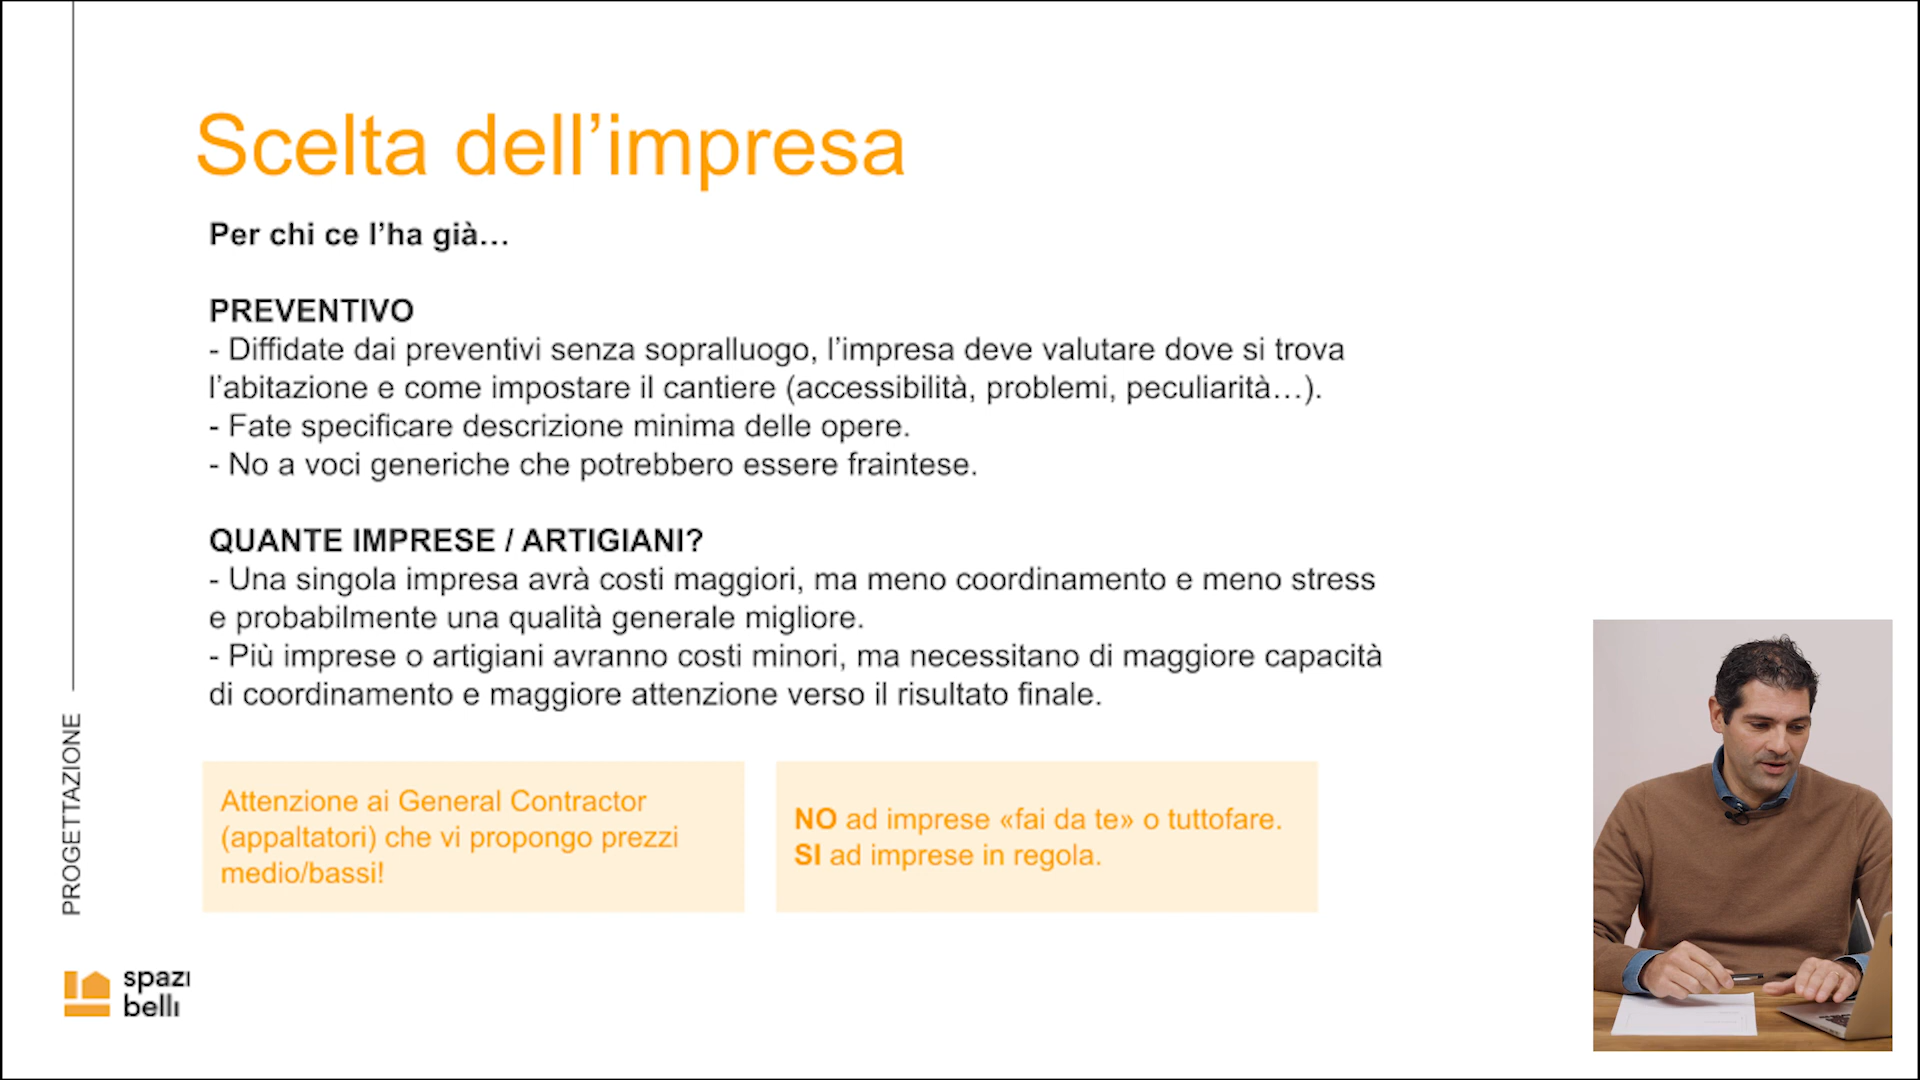 Scelta dell’impresa
Per chi ce l’ha già…
PREVENTIVO
- Diffidate dai preventivi senza sopralluogo, l’impresa deve valutare dove si trova
l’abitazione e come impostare il cantiere (accessibilità, problemi, peculiarità…).
- Fate specificare descrizione minima delle opere.
- No a voci generiche che potrebbero essere fraintese.
QUANTE IMPRESE / ARTIGIANI?
- Una singola impresa avrà costi maggiori, ma meno coordinamento e meno stress
e probabilmente una qualità generale migliore.
- Più imprese o artigiani avranno costi minori, ma necessitano di maggiore capacità
di coordinamento e maggiore attenzione verso il risultato finale.
Attenzione ai General Contractor
(appaltatori) che vi propongo prezzi
medio/bassi!
NO ad imprese «fai da te» o tuttofare.
SI ad imprese in regola.
PROGETTAZIONE
spazi
belli